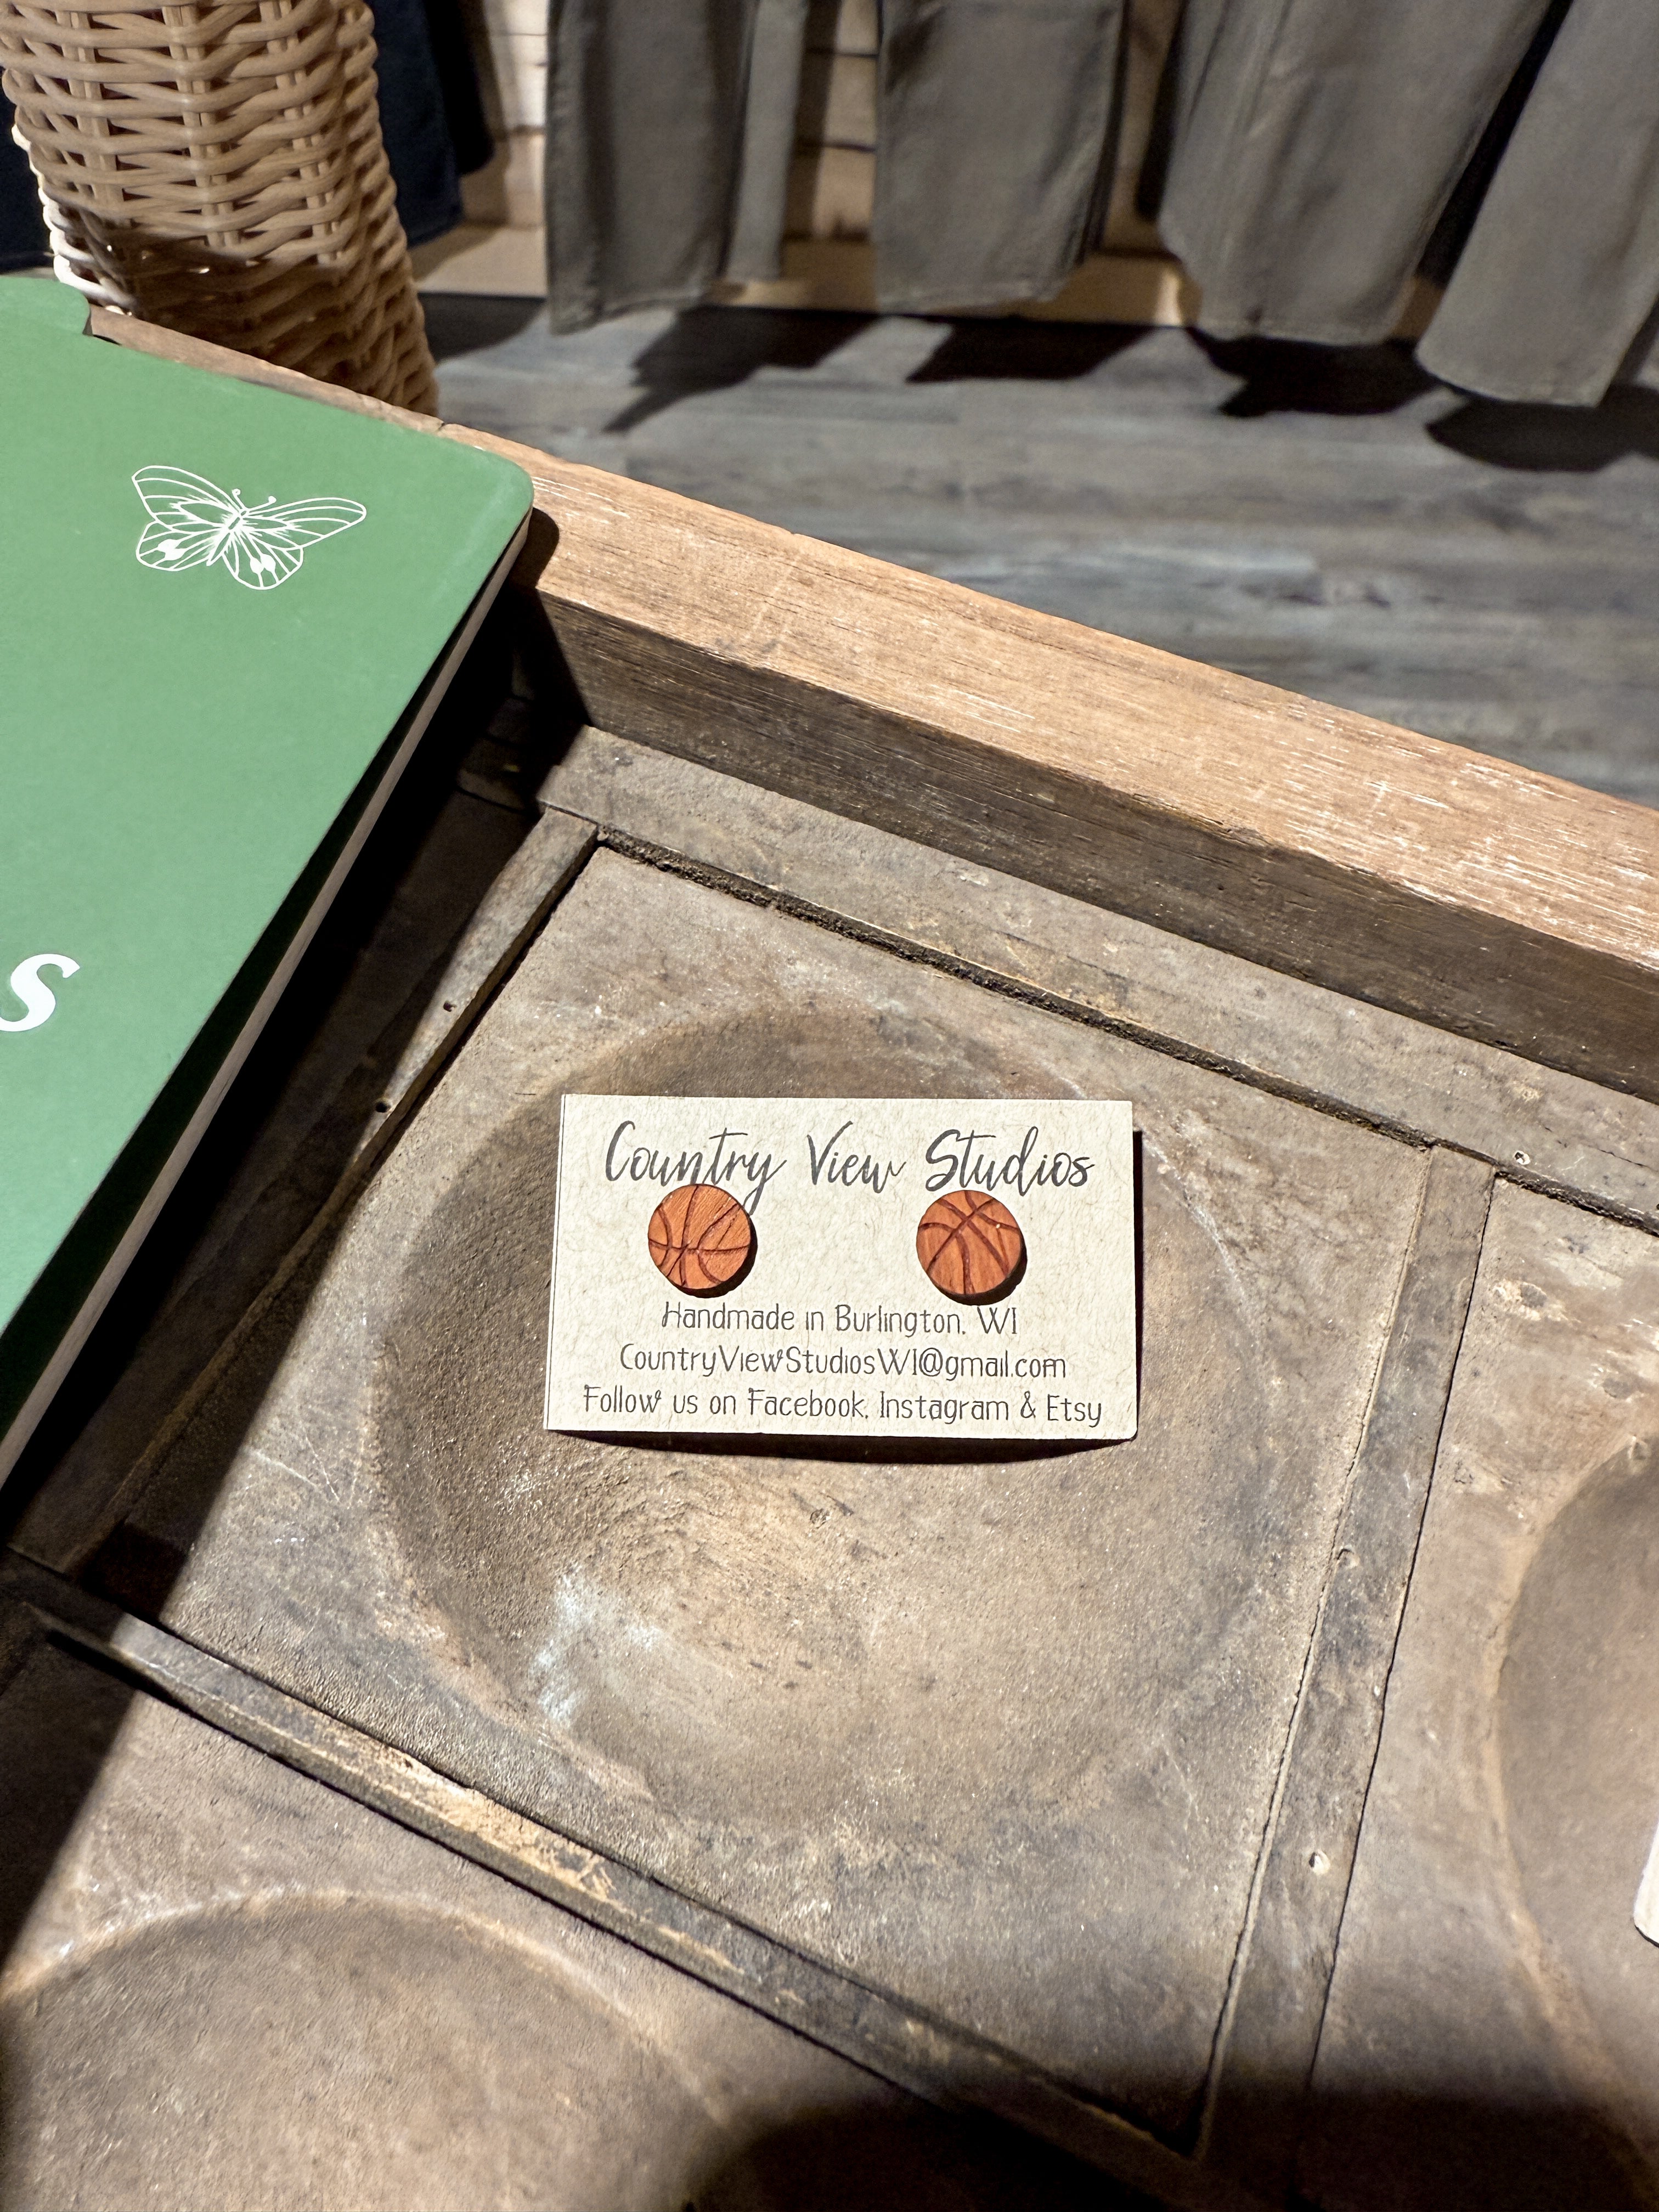 s
Country View Studios
Handmade in Burlington, WI
CountryViewStudiosWI@gmail.com
Follow us on Facebook, Instagram & Etsy